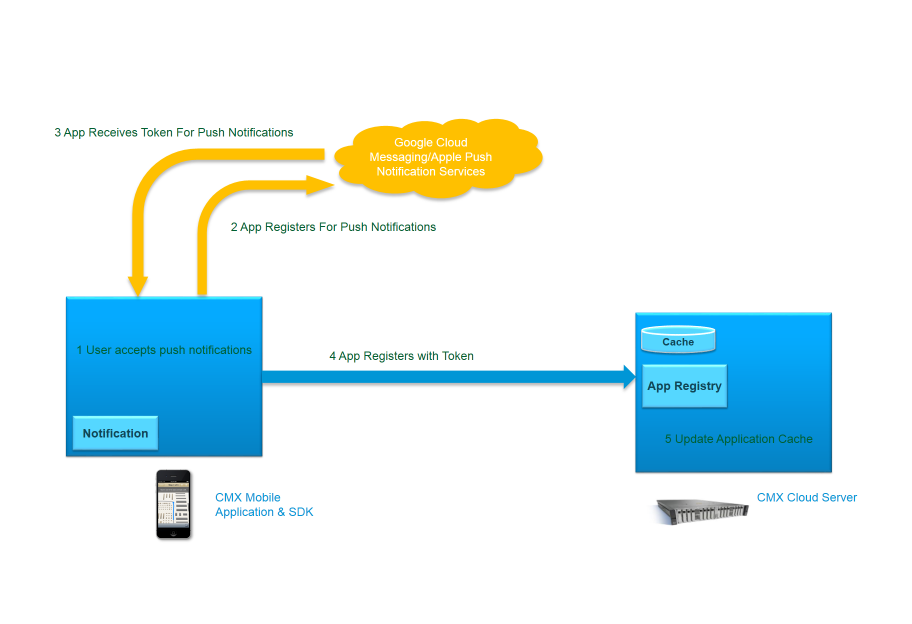 3 App Receives Token For Push Notifications
Google Cloud
Messaging/Apple Push
Notification Services
2 App Registers For Push Notifications
1 User accepts push notifications
4 App Registers with Token
Cache
App Registry
Notification
5 Update Application Cache
CMX Mobile
Application & SDK
CMX Cloud Server